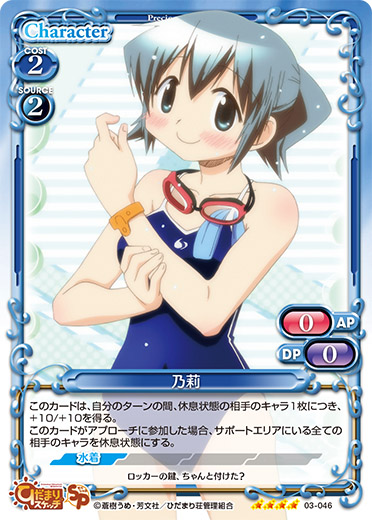 Precious
Character
COST
2
SOURCE
2
0 AP
DP 0
乃莉
このカードは、自分のターンの間、休息状態の相手のキャラ1枚につき、
+10/+10を得る。
このカードがアプローチに参加した場合、サポートエリアにいる全ての
相手のキャラを休息状態にする。
水着
ロッカーの鍵、ちゃんと付けた?
ひだまりスケッチ SP
©蒼樹うめ・芳文社/ひだまり荘管理組合
★★★★ 03-046